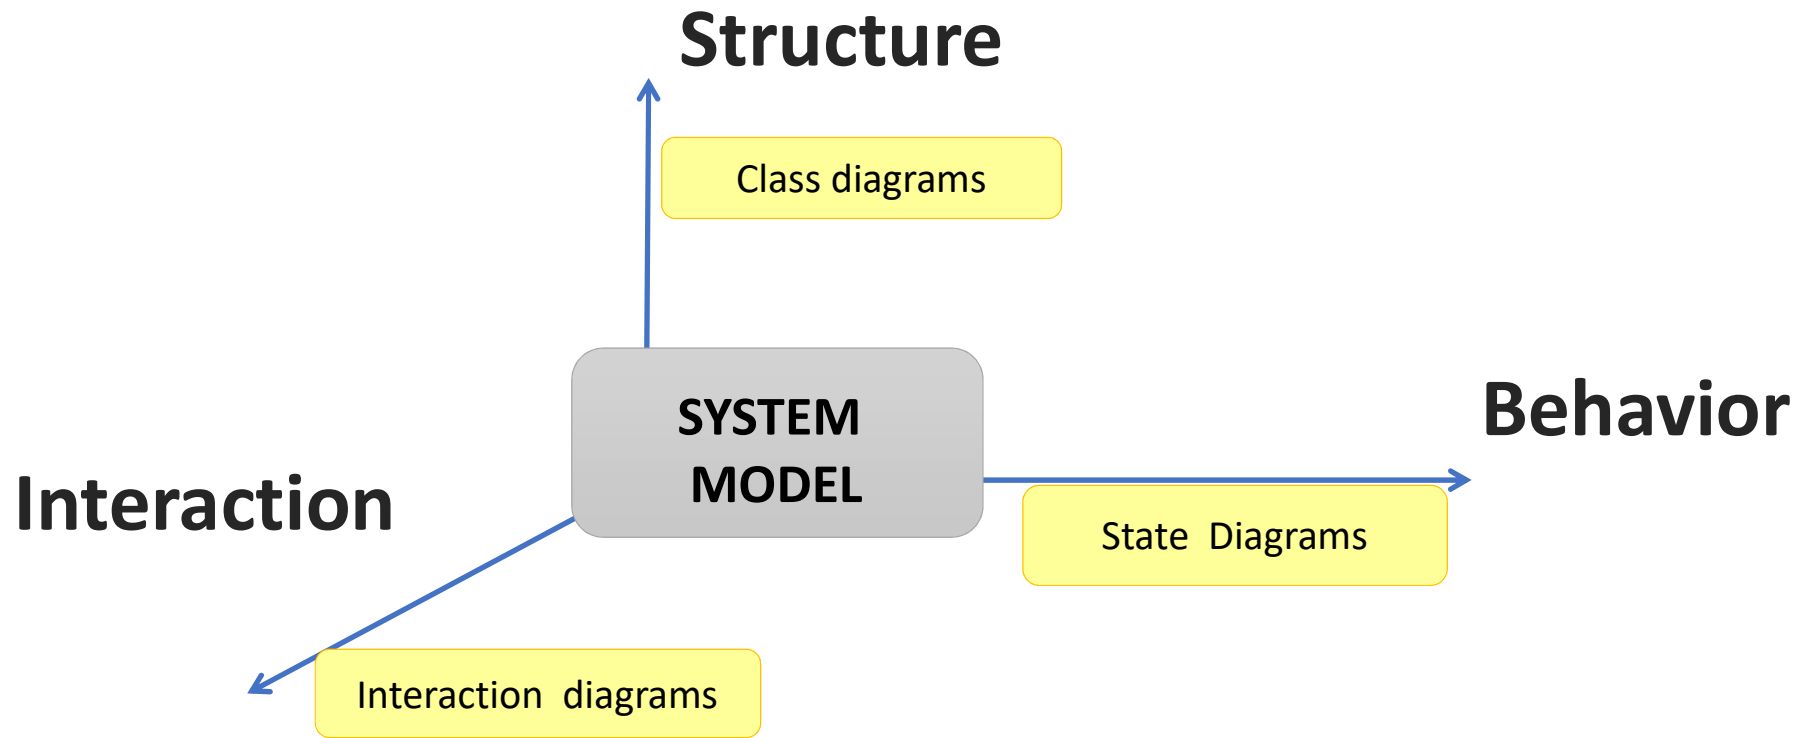 Structure
Class diagrams
SYSTEM
MODEL
Behavior
Interaction
State Diagrams
Interaction diagrams